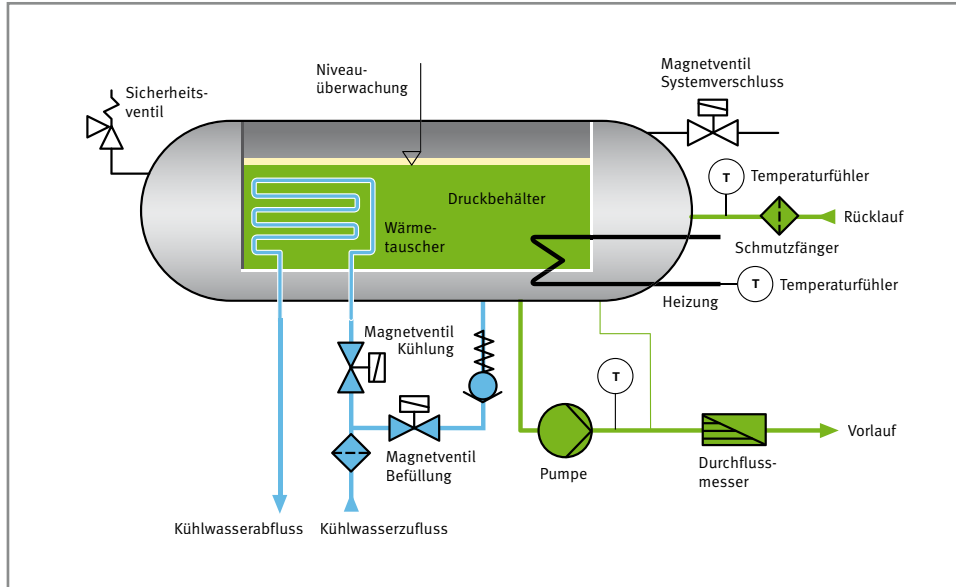 Niveau-
überwachung
Magnetventil
Systemverschluss
Sicherheits-
ventil
T
Temperaturfühler
Druckbehälter
Rücklauf
Wärme-
tauscher
Schmutzfänger
T
Temperaturfühler
Heizung
Magnetventil
Kühlung
T
Vorlauf
Magnetventil
Befüllung
Pumpe
Durchfluss-
messer
Kühlwasserabfluss
Kühlwasserzufluss